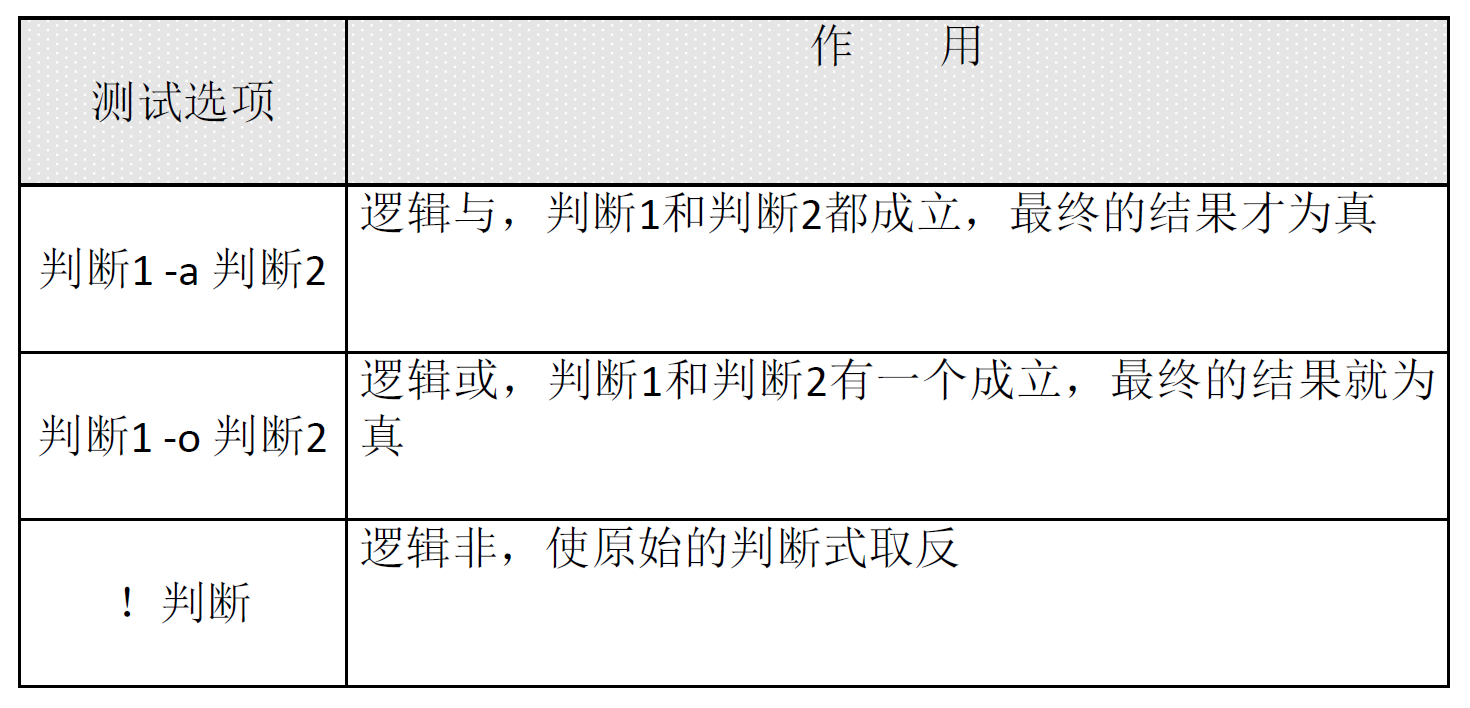 测试选项
作 用
判断1 -a 判断2
逻辑与，判断1和判断2都成立，最终的结果才为真
判断1 -o 判断2
逻辑或，判断1和判断2有一个成立，最终的结果就为
真
！ 判断
逻辑非，使原始的判断式取反